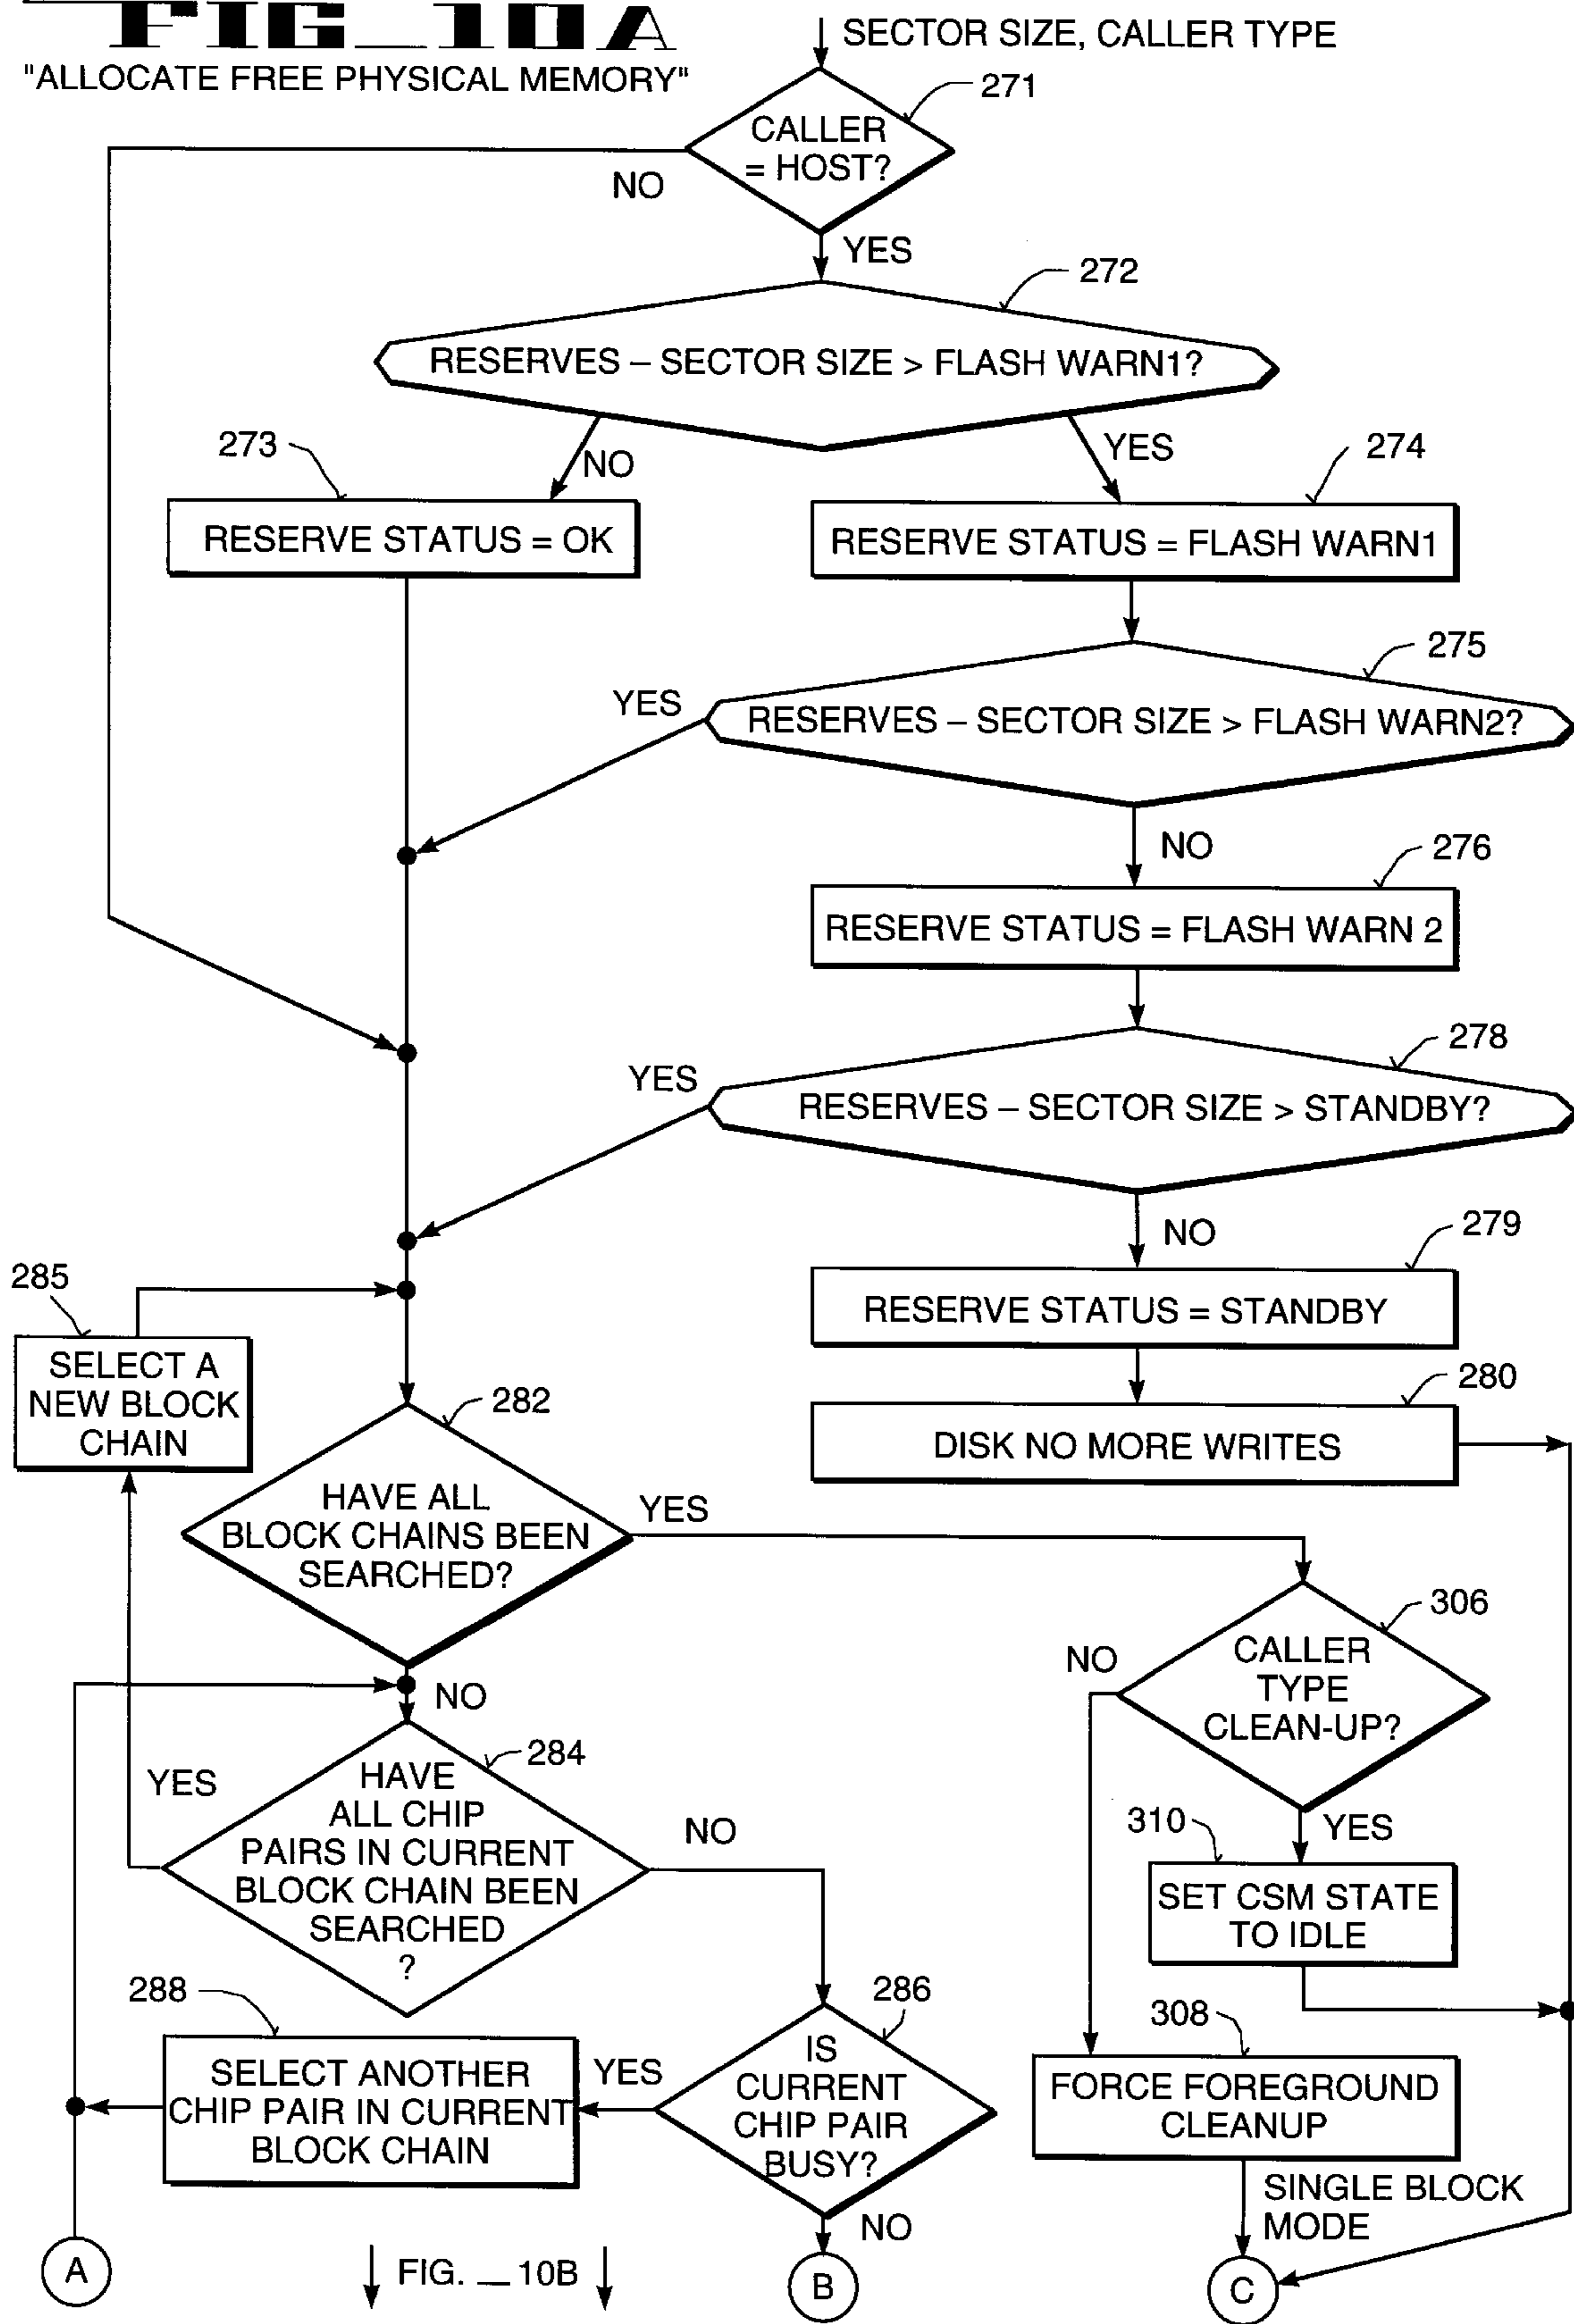 FIG_10A
"ALLOCATE FREE PHYSICAL MEMORY"
SECTOR SIZE, CALLER TYPE
271
CALLER
= HOST?
NO
YES
272
RESERVES – SECTOR SIZE > FLASH WARN1?
273
NO
YES
274
RESERVE STATUS = OK
RESERVE STATUS = FLASH WARN1
275
YES
RESERVES – SECTOR SIZE > FLASH WARN2?
NO
276
RESERVE STATUS = FLASH WARN 2
278
YES
RESERVES – SECTOR SIZE > STANDBY?
NO
279
285
RESERVE STATUS = STANDBY
SELECT A
NEW BLOCK
CHAIN
282
280
DISK NO MORE WRITES
HAVE ALL
BLOCK CHAINS BEEN
SEARCHED?
YES
306
NO
CALLER
TYPE
CLEAN-UP?
NO
284
YES
HAVE
ALL CHIP
PAIRS IN CURRENT
BLOCK CHAIN BEEN
SEARCHED
?
NO
310
YES
SET CSM STATE
TO IDLE
288
286
308
SELECT ANOTHER
CHIP PAIR IN CURRENT
BLOCK CHAIN
YES
IS
CURRENT
CHIP PAIR
BUSY?
FORCE FOREGROUND
CLEANUP
NO
SINGLE BLOCK
MODE
A
FIG. _ 10B
B
C